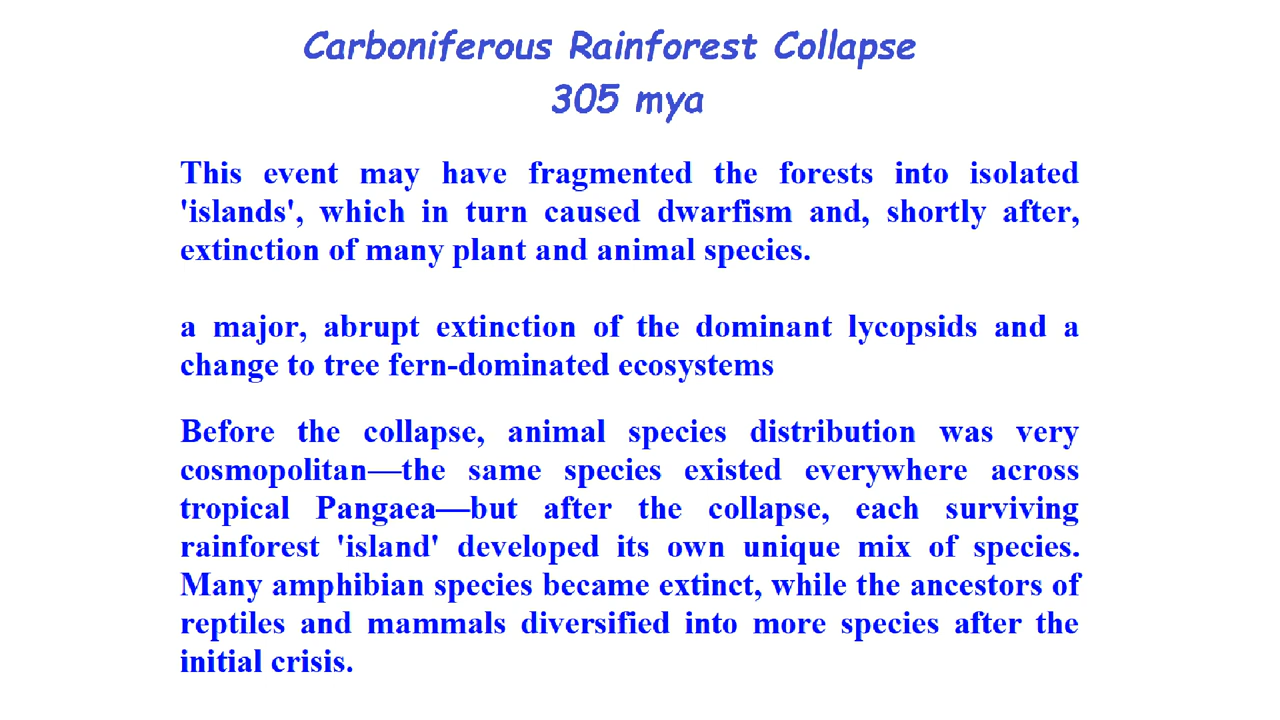 Carboniferous Rainforest Collapse
305 mya
This event may have fragmented the forests into isolated
'islands', which in turn caused dwarfism and, shortly after,
extinction of many plant and animal species.
a major, abrupt extinction of the dominant lycopsids and a
change to tree fern-dominated ecosystems
Before the collapse, animal species distribution was very
cosmopolitan—the same species existed everywhere across
tropical Pangaea—but after the collapse, each surviving
rainforest 'island' developed its own unique mix of species.
Many amphibian species became extinct, while the ancestors of
reptiles and mammals diversified into more species after the
initial crisis.